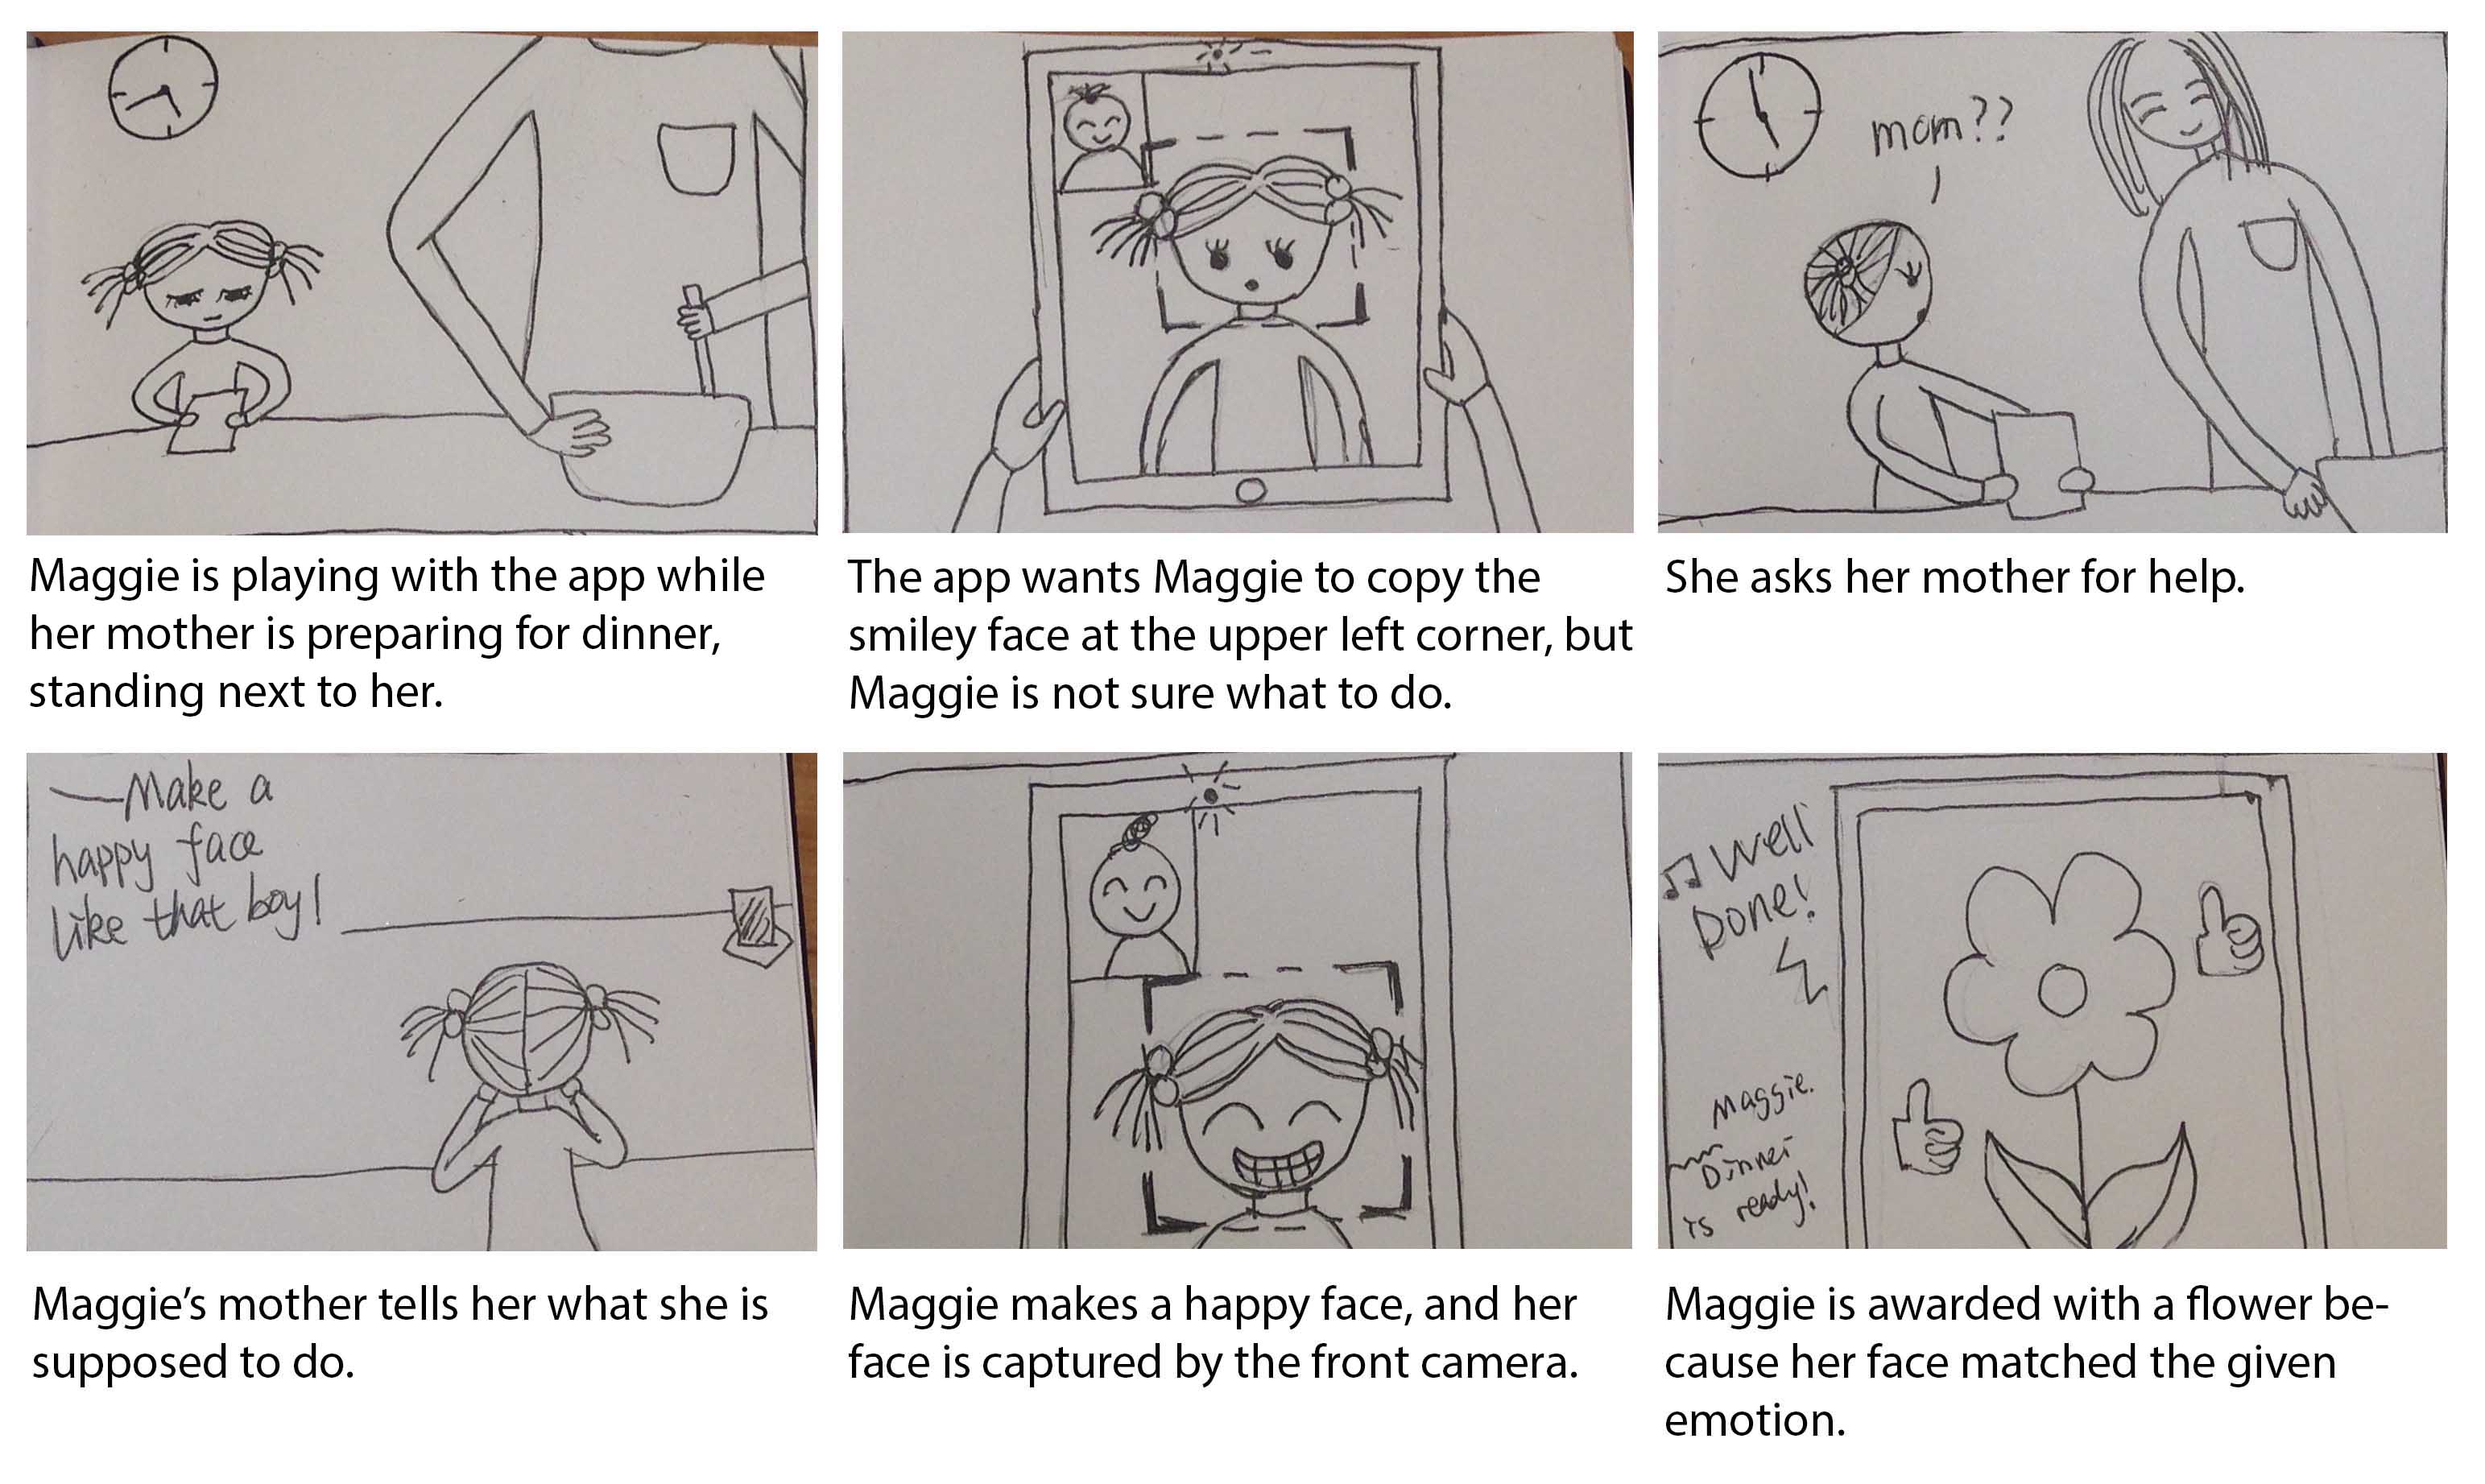 mom??
Maggie is playing with the app while
her mother is preparing for dinner,
standing next to her.
The app wants Maggie to copy the
smiley face at the upper left corner, but
Maggie is not sure what to do.
She asks her mother for help.
—Make a
happy face
like that boy!
Well
Done!
Maggie.
Dinner
is ready!
Maggie's mother tells her what she is
supposed to do.
Maggie makes a happy face, and her
face is captured by the front camera.
Maggie is awarded with a flower be-
cause her face matched the given
emotion.